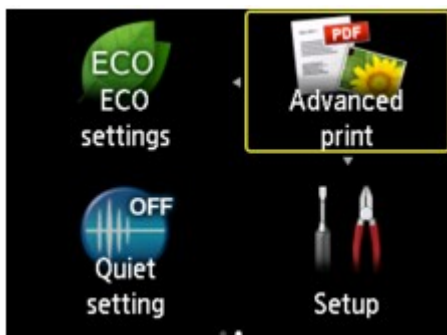 ECO
ECO
settings
PDF
Advanced
print
OFF
Quiet
setting
Setup